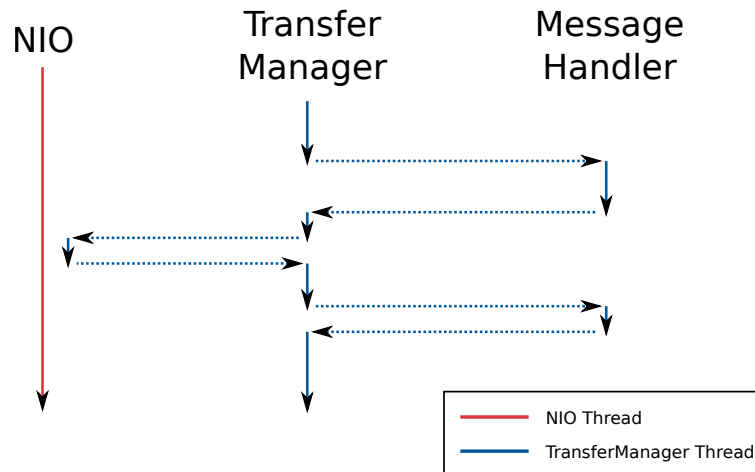 NIO
Transfer
Manager
Message
Handler
NIO Thread
TransferManager Thread